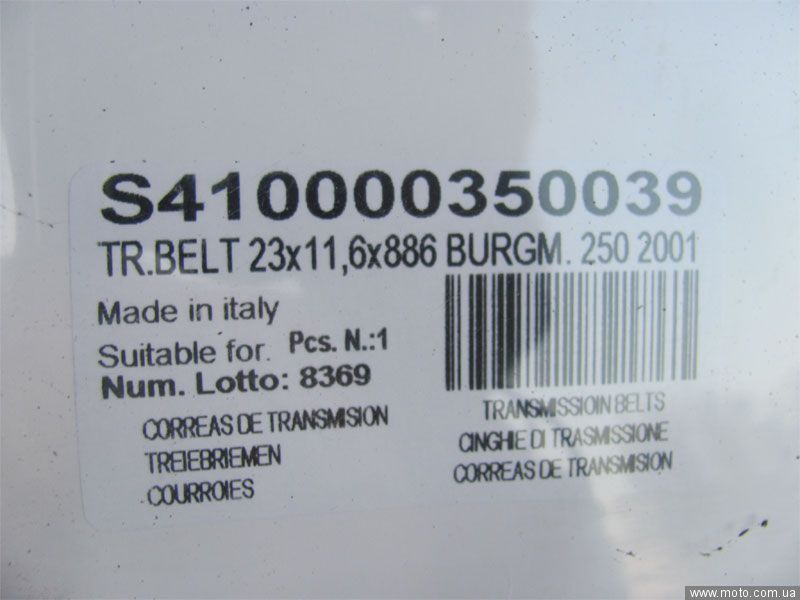 S410000350039
TR.BELT 23x11,6x886 BURGM. 250 2001
Made in italy
Suitable for. Pcs. N.:1
Num. Lotto: 8369
CORREAS DE TRANSMISION
TREIEBRIEMEN
COURROIES
TRANSMISSIOIN BELTS
CINGHIE DI TRASMISSIONE
CORREAS DE TRANSMISION
www.moto.com.ua